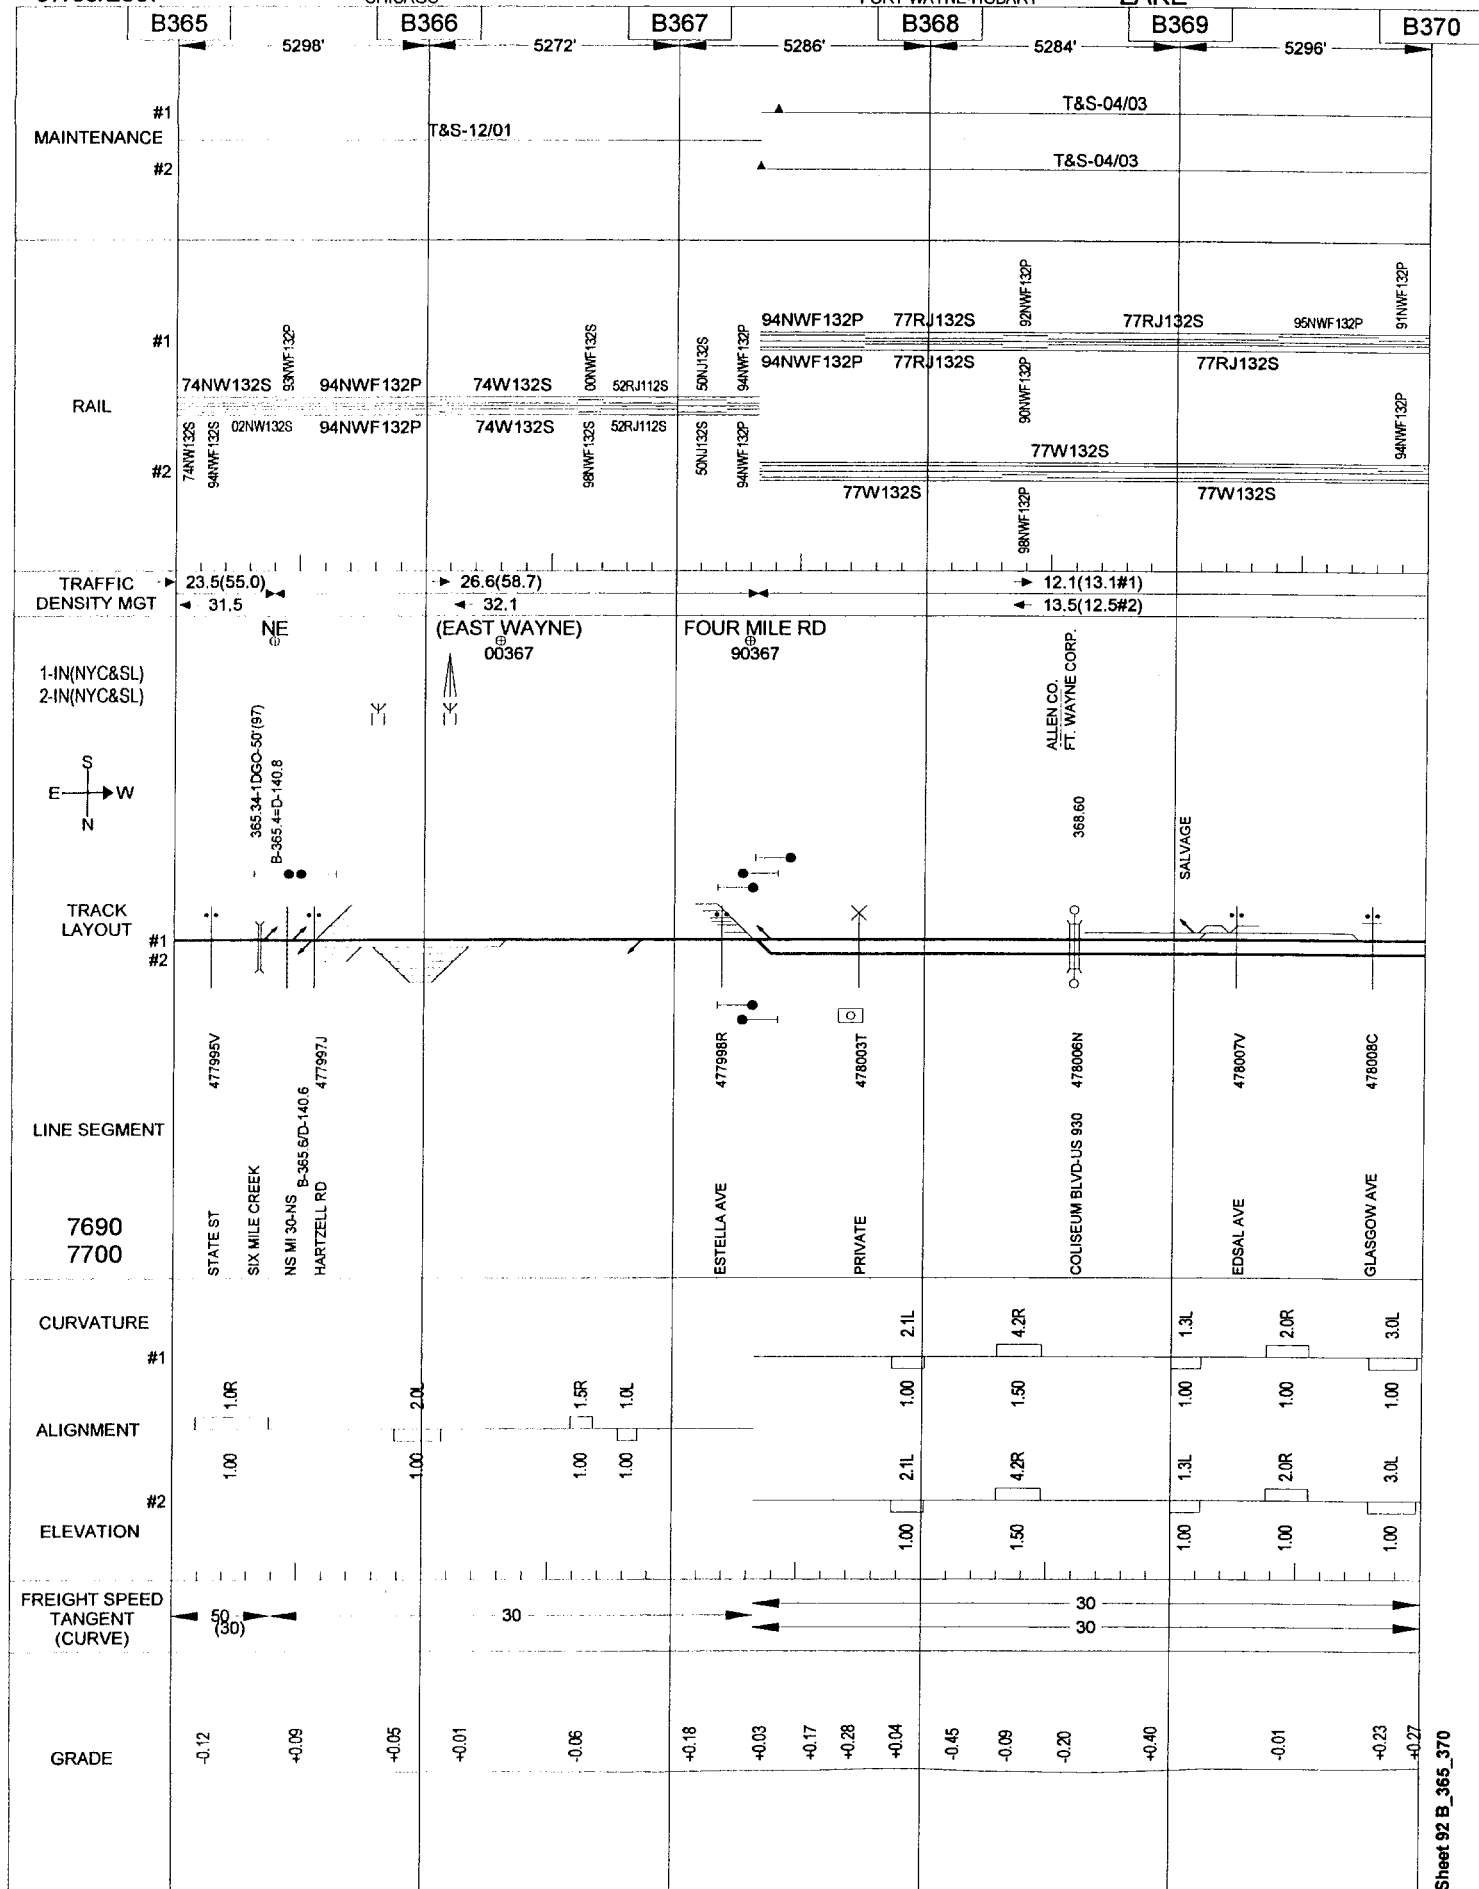 B365 B366 B367 B368 B369 B370
5298' 5272' 5286' 5284' 5296'
#1 T&S-04/03
MAINTENANCE T&S-12/01
#2 T&S-04/03
92NWF132P 91NWF132P
94NWF132P 77RJ132S 77RJ132S 95NWF132P
#1 93NWF132P 00NWF132S 50NJ132S 94NWF132P
94NWF132P 77RJ132S 77RJ132S
74NW132S 94NWF132P 74W132S 52RJ112S
RAIL 90NWF132P
02NW132S 94NWF132P 74W132S 52RJ112S
74NW132S 94NWF132S 98NWF132S 50NJ132S 94NWF132P 94NWF132P
77W132S
#2
77W132S 77W132S
98NWF132P
TRAFFIC 23.5(55.0) 26.6(58.7) 12.1(13.1#1)
DENSITY MGT 31.5 32.1 13.5(12.5#2)
NE (EAST WAYNE) FOUR MILE RD
00367 90367
1-IN(NYC&SL)
2-IN(NYC&SL)
ALLEN CO.
FT. WAYNE CORP.
365.34-1DGO-50'(97)
B-365.4=D-140.8
S
E W
N
368.60
SALVAGE
TRACK
LAYOUT
#1
#2
477995V 477997J 477998R 478003T 478006N 478007V 478008C
LINE SEGMENT
B-365.6/D-140.6
7690
7700
STATE ST
SIX MILE CREEK
NS MI 30-NS
HARTZELL RD
ESTELLA AVE
PRIVATE
COLISEUM BLVD-US 930
EDSAL AVE
GLASGOW AVE
CURVATURE 2.1L 4.2R 1.3L 2.0R 3.0L
#1
1.00 1.50 1.00 1.00 1.00
1.0R 2.0L 1.5R 1.0L
ALIGNMENT
1.00 1.00 1.00 1.00
2.1L 4.2R 1.3L 2.0R 3.0L
#2
ELEVATION 1.00 1.50 1.00 1.00 1.00
FREIGHT SPEED 30
TANGENT 50 30
(CURVE) (30) 30
GRADE -0.12 +0.09 +0.05 +0.01 -0.06 +0.18 +0.03 +0.17 +0.28 +0.04 -0.45 -0.09 -0.20 +0.40 -0.01 +0.23 +0.27
Sheet 92 B_365_370